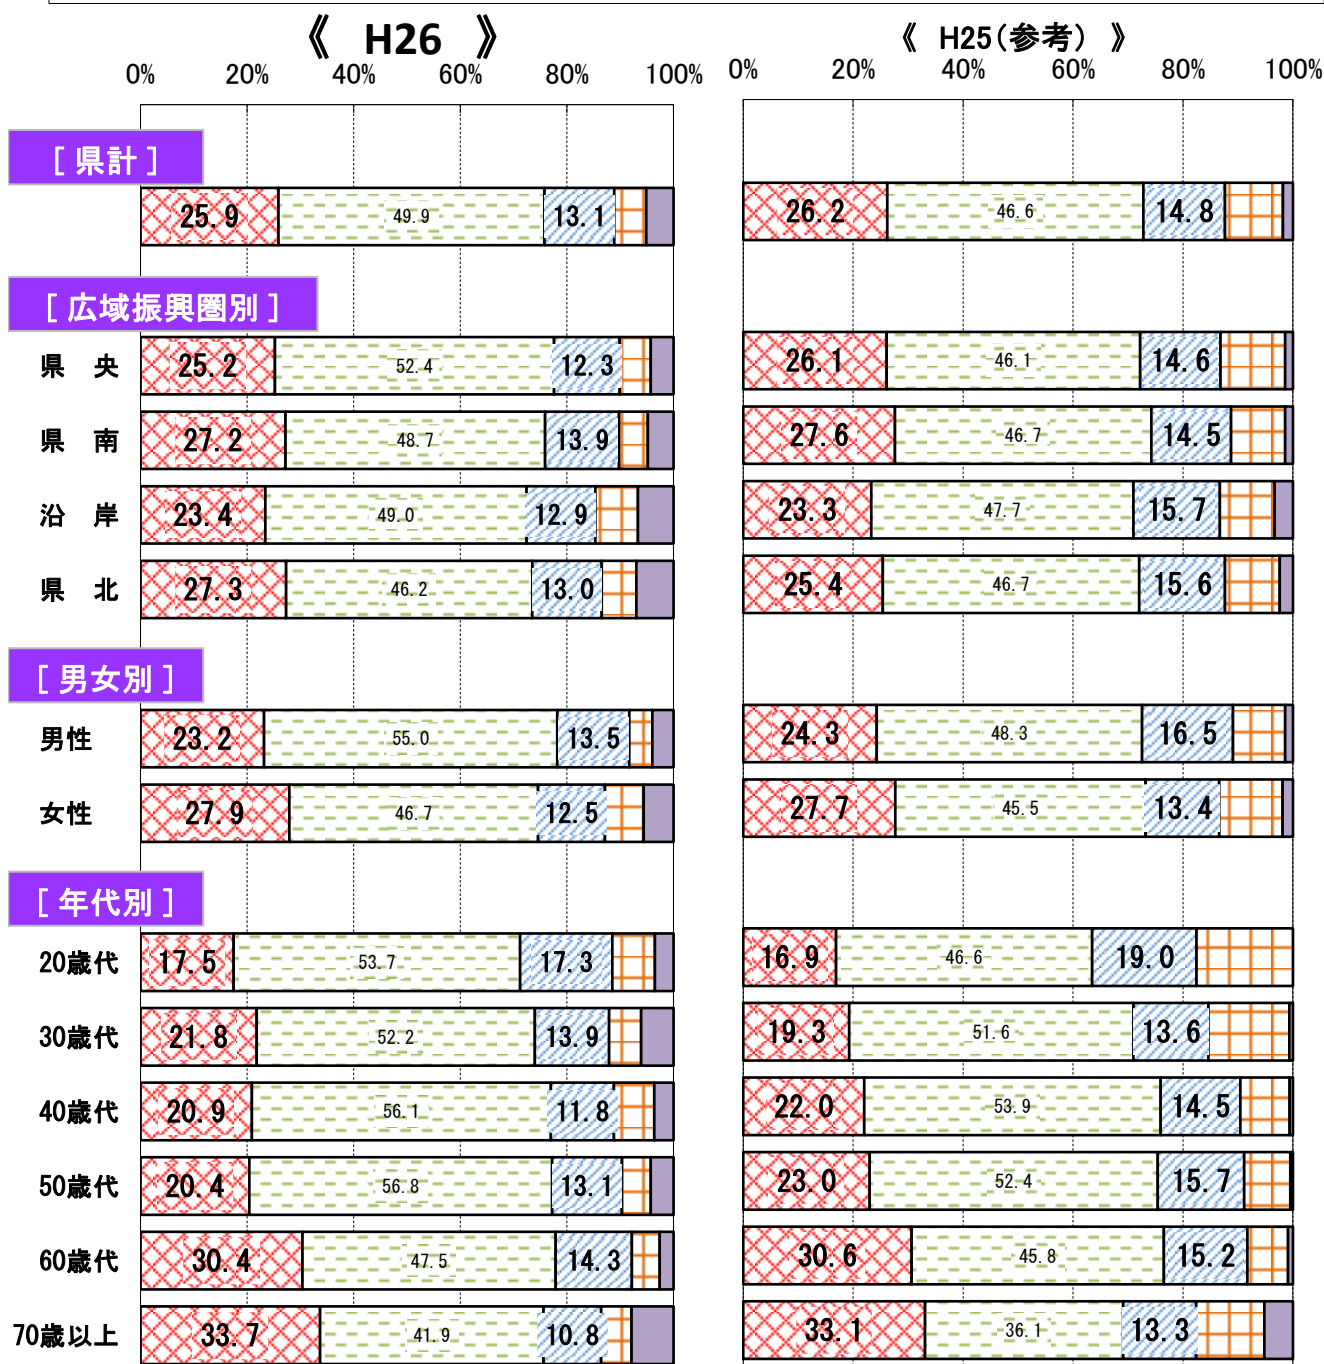 《 H26 》
《 H25(参考) 》
0% 20% 40% 60% 80% 100%
0% 20% 40% 60% 80% 100%
[ 県計 ]
25.9 49.9 13.1
26.2 46.6 14.8
[ 広域振興圏別 ]
県 央 25.2 52.4 12.3
26.1 46.1 14.6
県 南 27.2 48.7 13.9
27.6 46.7 14.5
沿 岸 23.4 49.0 12.9
23.3 47.7 15.7
県 北 27.3 46.2 13.0
25.4 46.7 15.6
[ 男女別 ]
男性 23.2 55.0 13.5
24.3 48.3 16.5
女性 27.9 46.7 12.5
27.7 45.5 13.4
[ 年代別 ]
20歳代 17.5 53.7 17.3
16.9 46.6 19.0
30歳代 21.8 52.2 13.9
19.3 51.6 13.6
40歳代 20.9 56.1 11.8
22.0 53.9 14.5
50歳代 20.4 56.8 13.1
23.0 52.4 15.7
60歳代 30.4 47.5 14.3
30.6 45.8 15.2
70歳以上 33.7 41.9 10.8
33.1 36.1 13.3